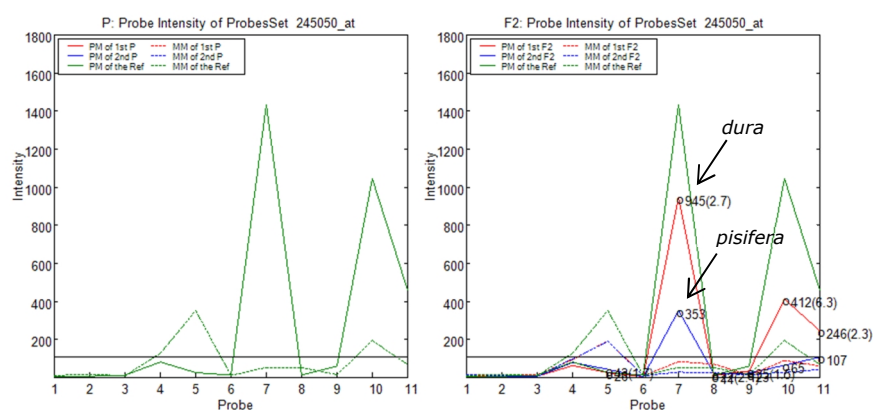 P: Probe Intensity of ProbesSet 245050_at
1800
1600
1400
1200
1000
800
600
400
200
Intensity
PM of 1st P
MM of 1st P
PM of 2nd P
MM of 2nd P
PM of the Ref
MM of the Ref
1 2 3 4 5 6 7 8 9 10 11
Probe
F2: Probe Intensity of ProbesSet 245050_at
1800
1600
1400
1200
1000
800
600
400
200
Intensity
PM of 1st F2
MM of 1st F2
PM of 2nd F2
MM of 2nd F2
PM of the Ref
MM of the Ref
dura
945(2.7)
pisifera
353
412(6.3)
246(2.3)
107
65
1 2 3 4 5 6 7 8 9 10 11
Probe